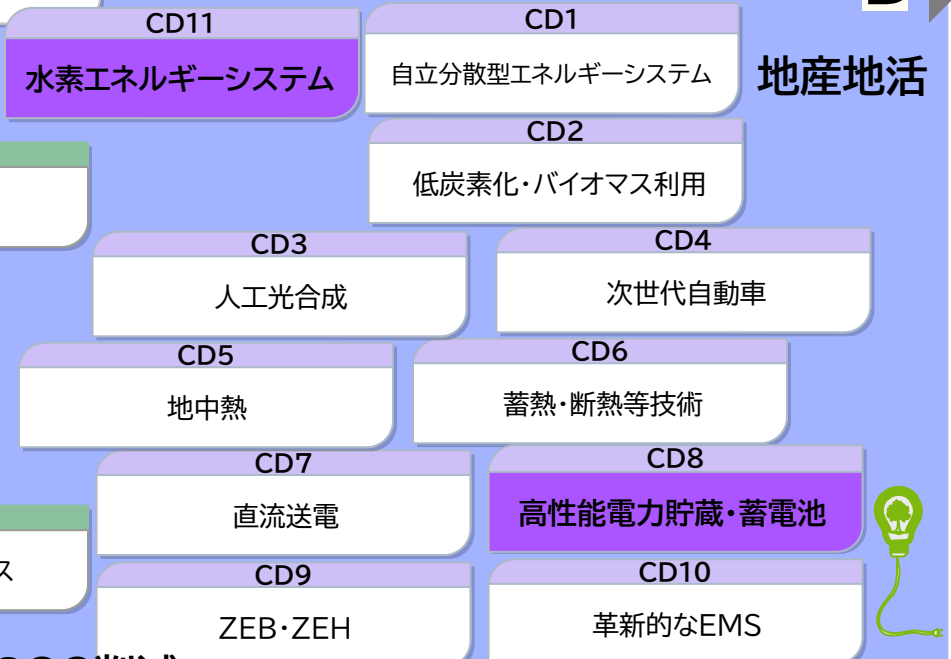 CD11
水素エネルギーシステム
CD1
自立分散型エネルギーシステム
地産地活
CD2
低炭素化・バイオマス利用
CD3
人工光合成
CD4
次世代自動車
CD5
地中熱
CD6
蓄熱・断熱等技術
CD7
直流送電
CD8
高性能電力貯蔵・蓄電池
ス
CD9
ZEB・ZEH
CD10
革新的なEMS